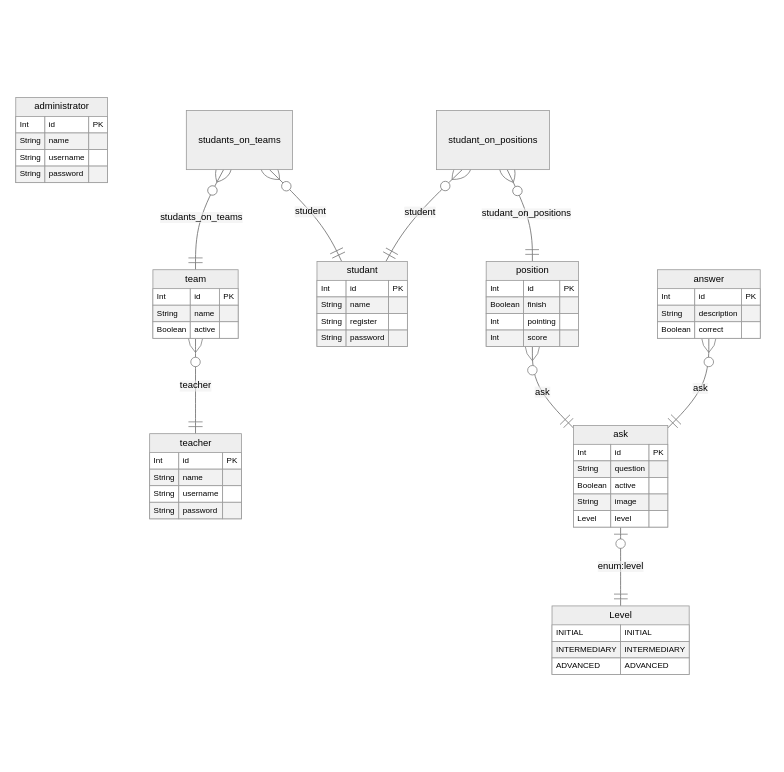 administrator
Int id PK
String name
String username
String password
students_on_teams
studant_on_positions
students_on_teams
student
student
studant_on_positions
team
Int id PK
String name
Boolean active
studant
Int id PK
String name
String register
String password
position
Int id PK
Boolean finish
Int pointing
Int score
answer
Int id PK
String description
Boolean correct
teacher
ask
ask
teacher
Int id PK
String name
String username
String password
ask
Int id PK
String question
Boolean active
String image
Level level
enum:level
Level
INITIAL INITIAL
INTERMEDIARY INTERMEDIARY
ADVANCED ADVANCED